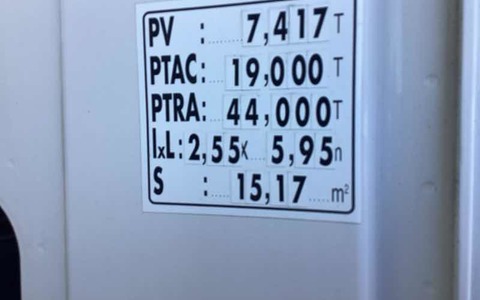 PV : 7,417 T
PTAC: 19,000 T
PTRA: 44,000 T
lxL: 2,55 x 5,95 m
S : 15,17 m²